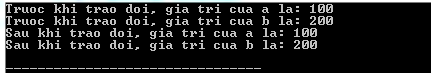 Truoc khi trao doi, gia tri cua a la: 100
Truoc khi trao doi, gia tri cua b la: 200
Sau khi trao doi, gia tri cua a la: 100
Sau khi trao doi, gia tri cua b la: 200
--------------------------------